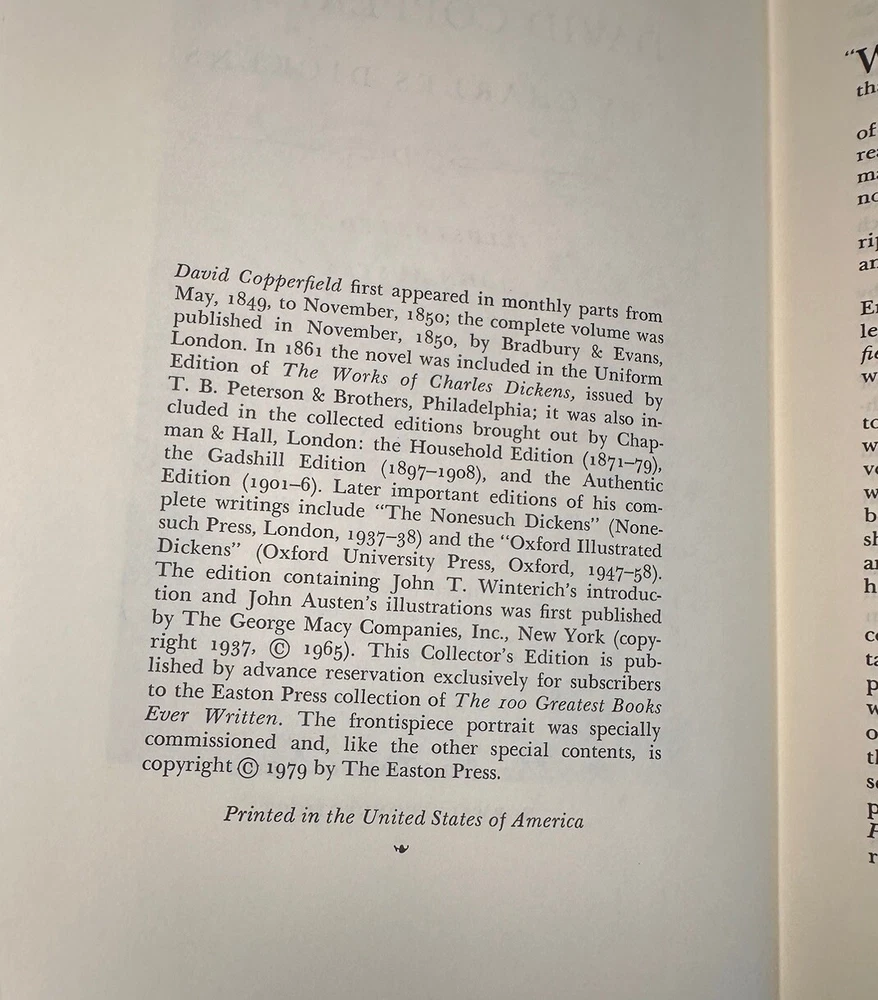 David Copperfield first appeared in monthly parts from
May, 1849, to November, 1850; the complete volume was
published in November, 1850, by Bradbury & Evans,
London. In 1861 the novel was included in the Uniform
Edition of The Works of Charles Dickens, issued by
T. B. Peterson & Brothers, Philadelphia; it was also in-
cluded in the collected editions brought out by Chap-
man & Hall, London: the Household Edition (1871–79),
the Gadshill Edition (1897–1908), and the Authentic
Edition (1901–6). Later important editions of his com-
plete writings include “The Nonesuch Dickens” (None-
such Press, London, 1937–38) and the “Oxford Illustrated
Dickens” (Oxford University Press, Oxford, 1947–58).
The edition containing John T. Winterich’s introduc-
tion and John Austen’s illustrations was first published
by The George Macy Companies, Inc., New York (copy-
right 1937, © 1965). This Collector’s Edition is pub-
lished by advance reservation exclusively for subscribers
to the Easton Press collection of The 100 Greatest Books
Ever Written. The frontispiece portrait was specially
commissioned and, like the other special contents, is
copyright © 1979 by The Easton Press.
Printed in the United States of America
of